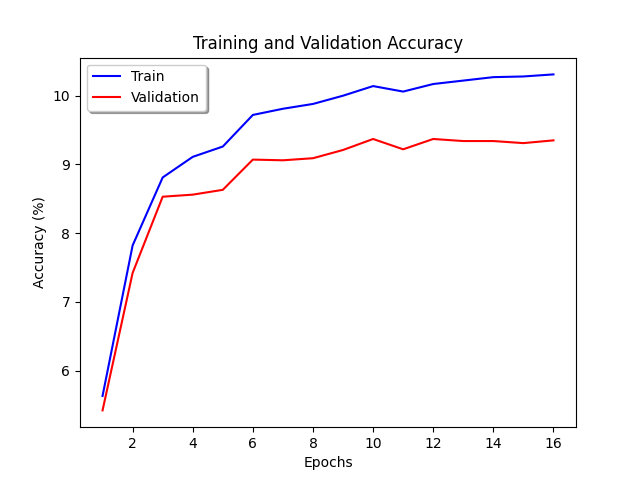 Training and Validation Accuracy
Train
Validation
10
9
8
7
6
Accuracy (%)
2 4 6 8 10 12 14 16
Epochs